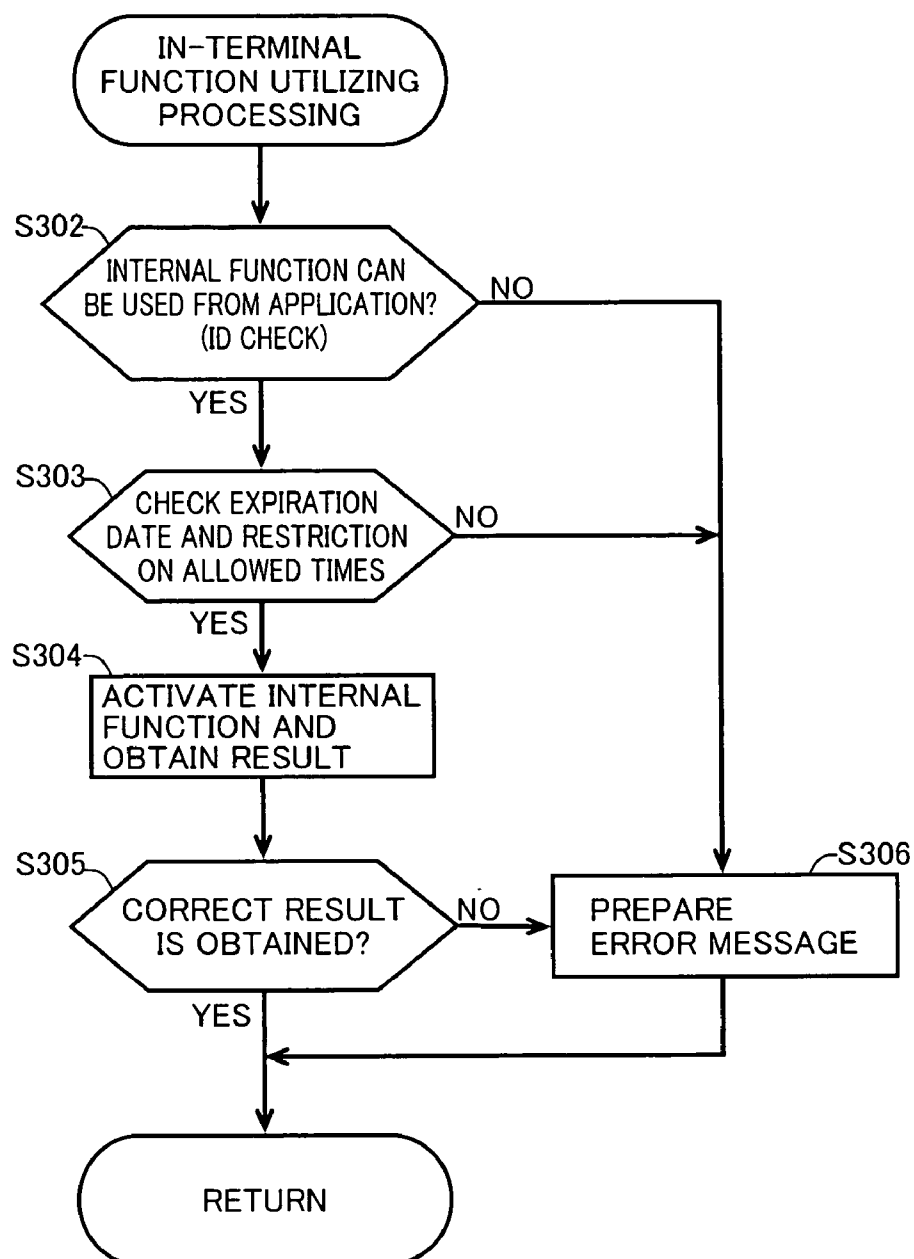 IN-TERMINAL
FUNCTION UTILIZING
PROCESSING
S302
INTERNAL FUNCTION CAN
BE USED FROM APPLICATION?
(ID CHECK)
NO
YES
S303
CHECK EXPIRATION
DATE AND RESTRICTION
ON ALLOWED TIMES
NO
YES
S304
ACTIVATE INTERNAL
FUNCTION AND
OBTAIN RESULT
S305
CORRECT RESULT
IS OBTAINED?
NO
S306
PREPARE
ERROR MESSAGE
YES
RETURN